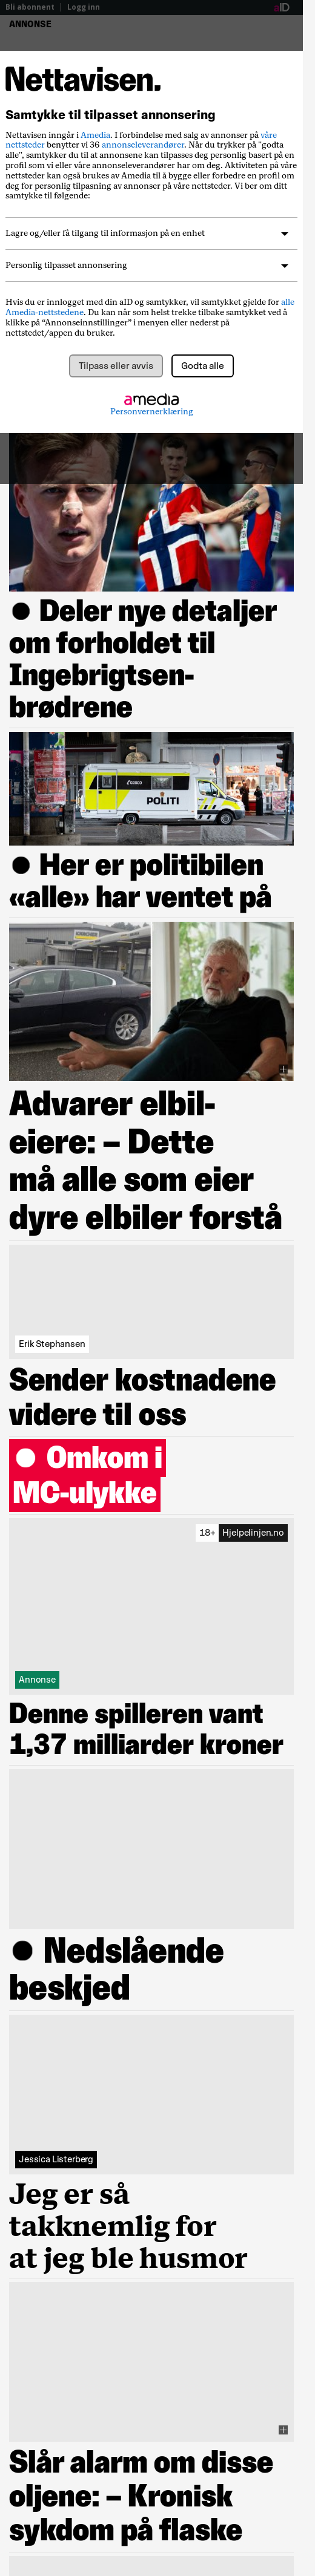 Bli abonnent | Logg inn
aID
ANNONSE
Nettavisen.
Samtykke til tilpasset annonsering
Nettavisen inngår i Amedia. I forbindelse med salg av annonser på våre
nettsteder benytter vi 36 annonseleverandører. Når du trykker på "godta
alle", samtykker du til at annonsene kan tilpasses deg personlig basert på en
profil som vi eller våre annonseleverandører har om deg. Aktiviteten på våre
nettsteder kan også brukes av Amedia til å bygge eller forbedre en profil om
deg for personlig tilpasning av annonser på våre nettsteder. Vi ber om ditt
samtykke til følgende:
Lagre og/eller få tilgang til informasjon på en enhet
Personlig tilpasset annonsering
Hvis du er innlogget med din aID og samtykker, vil samtykket gjelde for alle
Amedia-nettstedene. Du kan når som helst trekke tilbake samtykket ved å
klikke på “Annonseinnstillinger” i menyen eller nederst på
nettstedet/appen du bruker.
Tilpass eller avvis
Godta alle
amedia
Personvernerklæring
Deler nye detaljer
om forholdet til
Ingebrigtsen-
brødrene
POLITI
Her er politibilen
«alle» har ventet på
Advarer elbil-
eiere: – Dette
må alle som eier
dyre elbiler forstå
Erik Stephansen
Sender kostnadene
videre til oss
Omkom i
MC-ulykke
18+ Hjelpelinjen.no
Annonse
Denne spilleren vant
1,37 milliarder kroner
Nedslående
beskjed
Jessica Listerberg
Jeg er så
takknemlig for
at jeg ble husmor
Slår alarm om disse
oljene: – Kronisk
sykdom på flaske